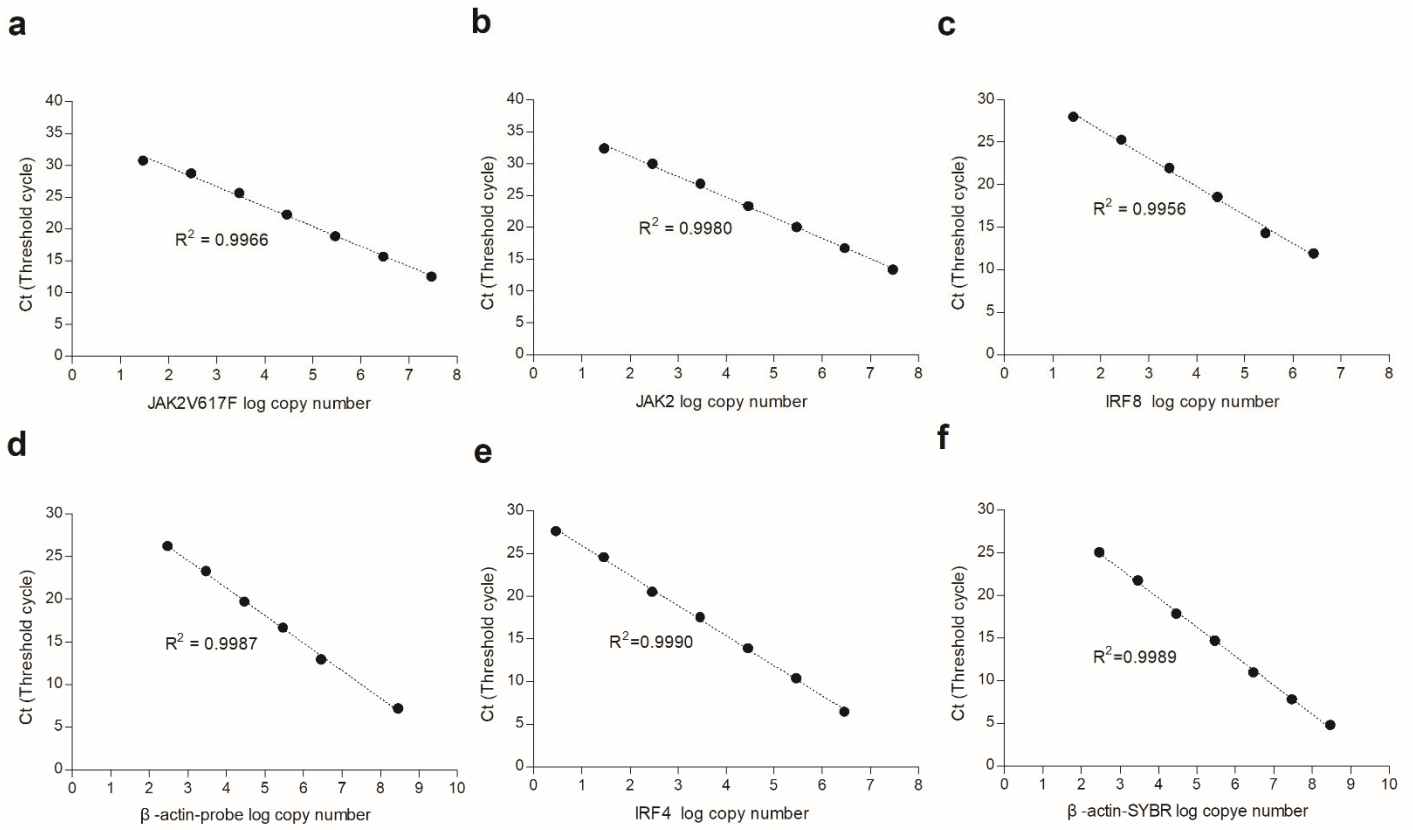 a
b
c
40
35
30
25
20
15
10
5
0
Ct (Threshold cycle)
R² = 0.9966
0 1 2 3 4 5 6 7 8
JAK2V617F log copy number
40
35
30
25
20
15
10
5
0
Ct (Threshold cycle)
R² = 0.9980
0 1 2 3 4 5 6 7 8
JAK2 log copy number
30
25
20
15
10
5
0
Ct (Threshold cycle)
R² = 0.9956
0 1 2 3 4 5 6 7 8
IRF8 log copy number
d
e
f
30
25
20
15
10
5
0
Ct (Threshold cycle)
R² = 0.9987
0 1 2 3 4 5 6 7 8 9 10
β -actin-probe log copy number
30
25
20
15
10
5
0
Ct (Threshold cycle)
R²=0.9990
0 1 2 3 4 5 6 7 8
IRF4 log copy number
30
25
20
15
10
5
0
Ct (Threshold cycle)
R²=0.9989
0 1 2 3 4 5 6 7 8 9 10
β -actin-SYBR log copye number